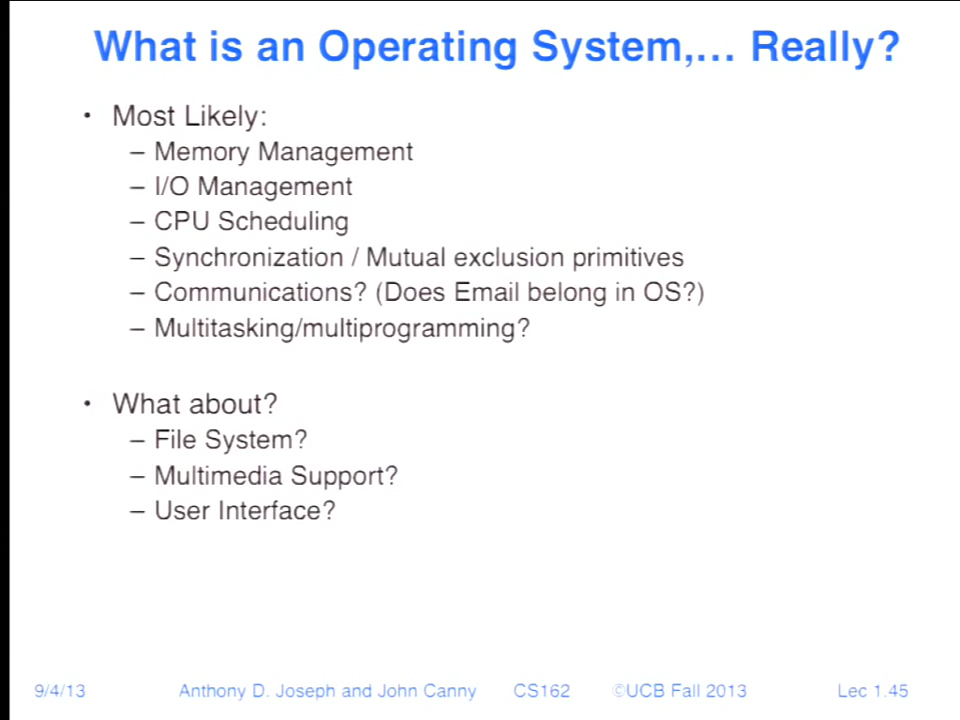 What is an Operating System,... Really?
• Most Likely:
– Memory Management
– I/O Management
– CPU Scheduling
– Synchronization / Mutual exclusion primitives
– Communications? (Does Email belong in OS?)
– Multitasking/multiprogramming?
• What about?
– File System?
– Multimedia Support?
– User Interface?
9/4/13 Anthony D. Joseph and John Canny CS162 ©UCB Fall 2013 Lec 1.45